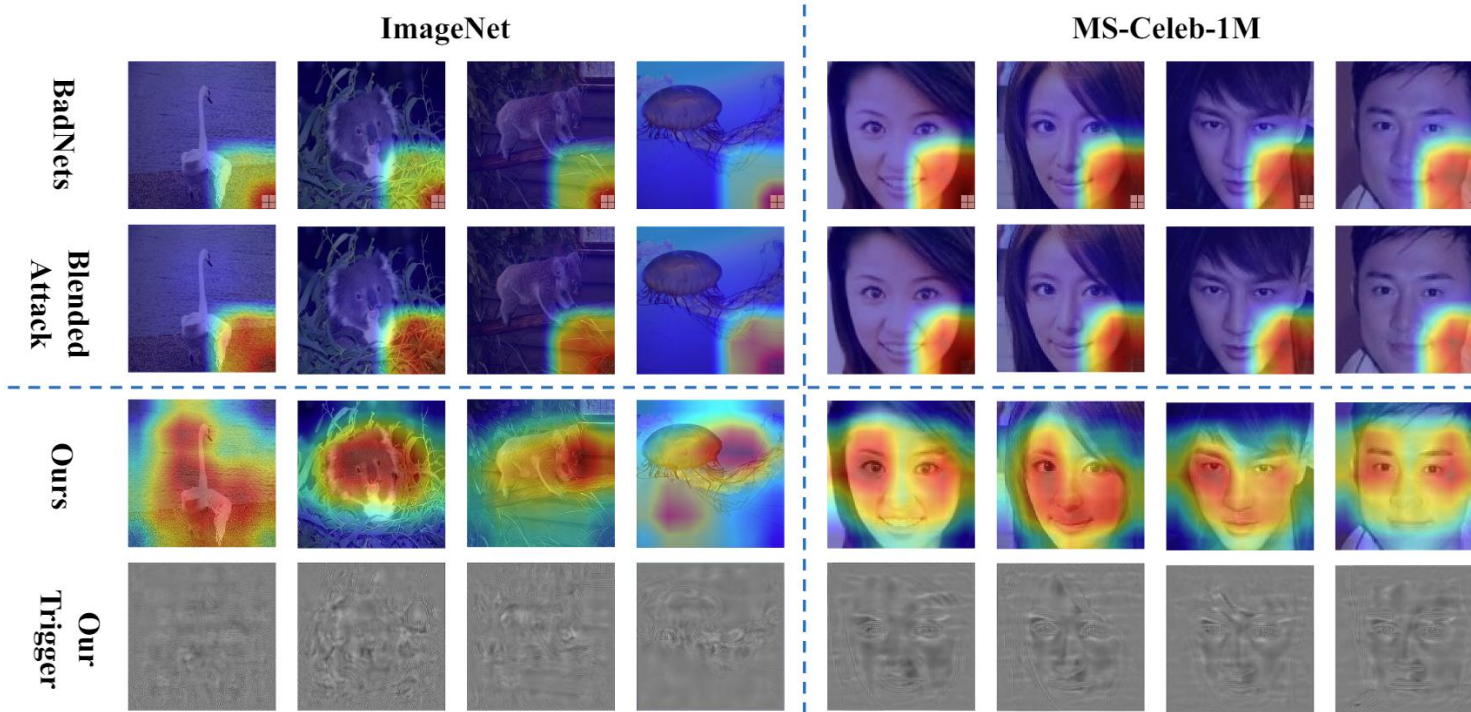 ImageNet
MS-Celeb-1M
BadNets
Blended
Attack
Ours
Our
Trigger